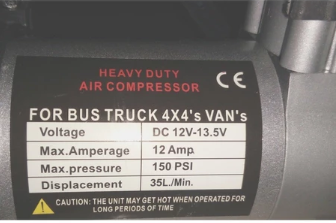 HEAVY DUTY
AIR COMPRESSOR
CE
FOR BUS TRUCK 4X4's VAN's
Voltage DC 12V-13.5V
Max.Amperage 12 Amp.
Max.pressure 150 PSI
Displacement 35L./Min.
CAUTION: THE UNIT MAY GET HOT WHEN OPERATED FOR
LONG PERIODS OF TIME